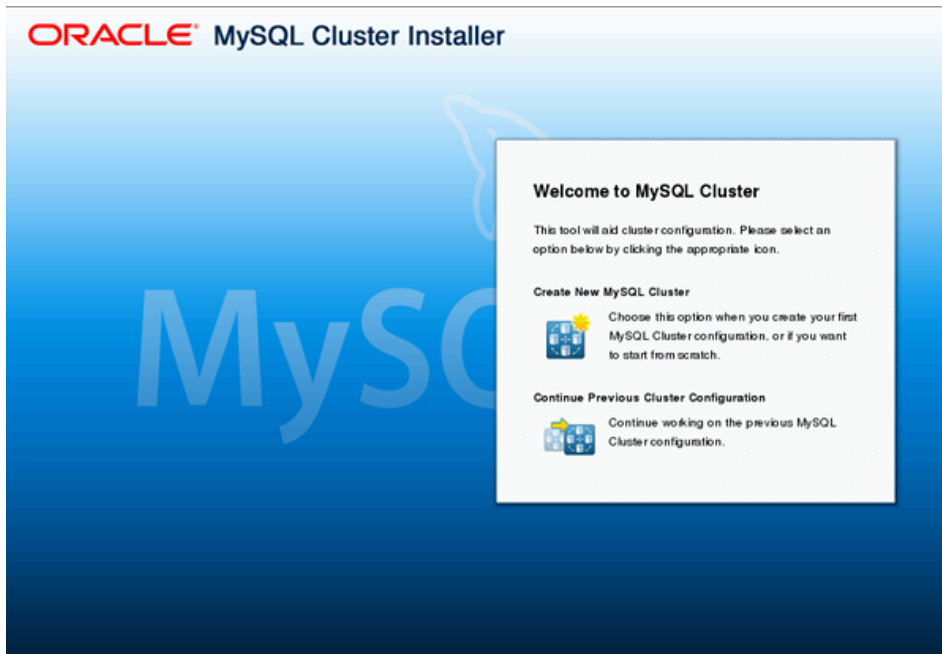 ORACLE MySQL Cluster Installer
MySQ
Welcome to MySQL Cluster
This tool will aid cluster configuration. Please select an
option below by clicking the appropriate icon.
Create New MySQL Cluster
Choose this option when you create your first
MySQL Cluster configuration, or if you want
to start from scratch.
Continue Previous Cluster Configuration
Continue working on the previous MySQL
Cluster configuration.